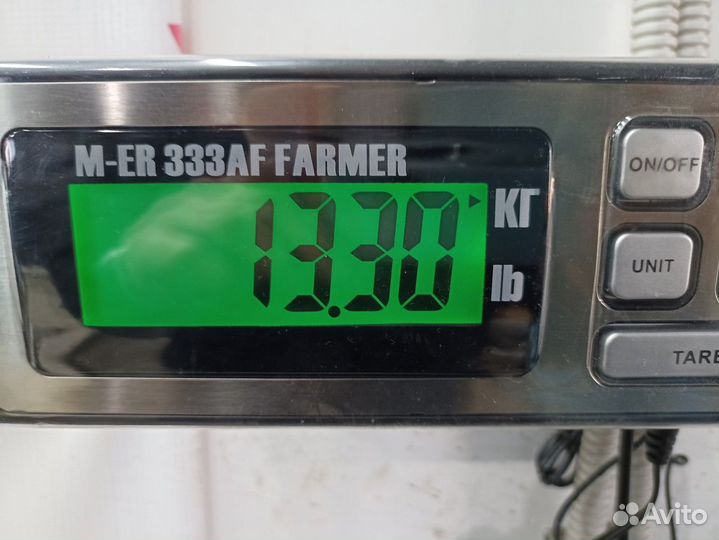 M-ER 333AF FARMER
13.30
КГ
lb
ON/OFF
UNIT
TARE
Avito